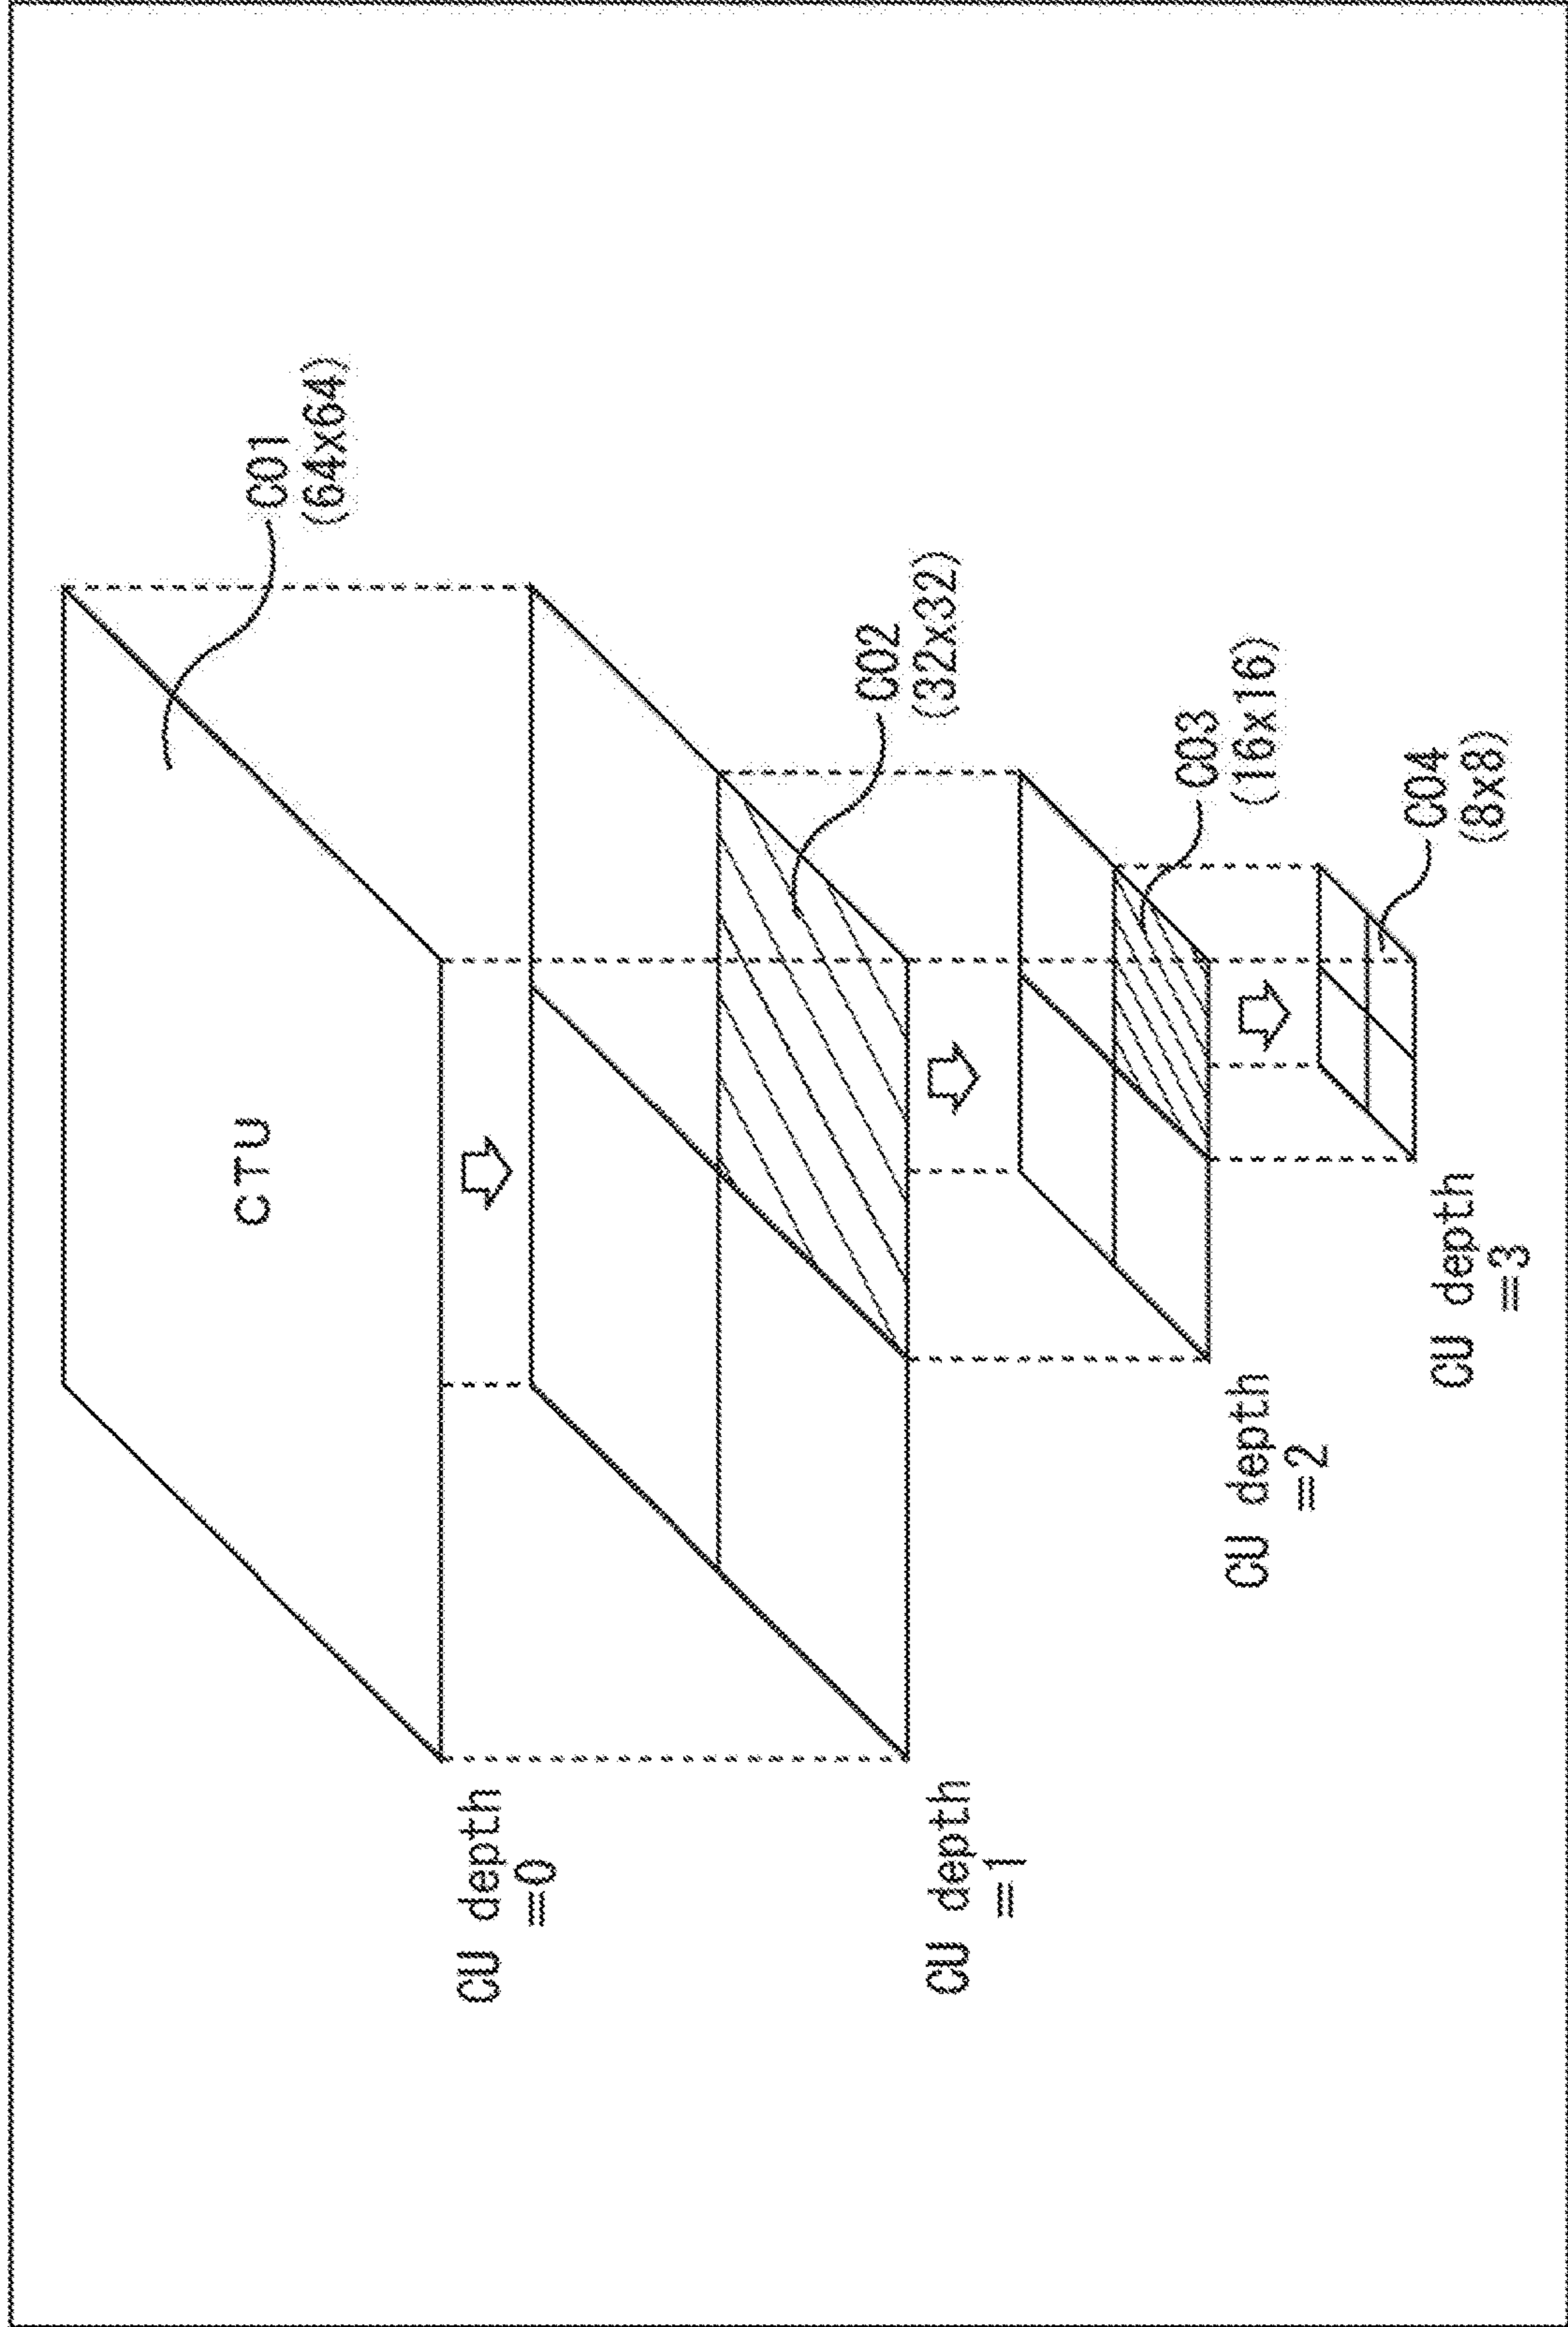 CTU
C01
(64x64)
CU depth
=0
C02
(32x32)
CU depth
=1
C03
(16x16)
CU depth
=2
C04
(8x8)
CU depth
=3